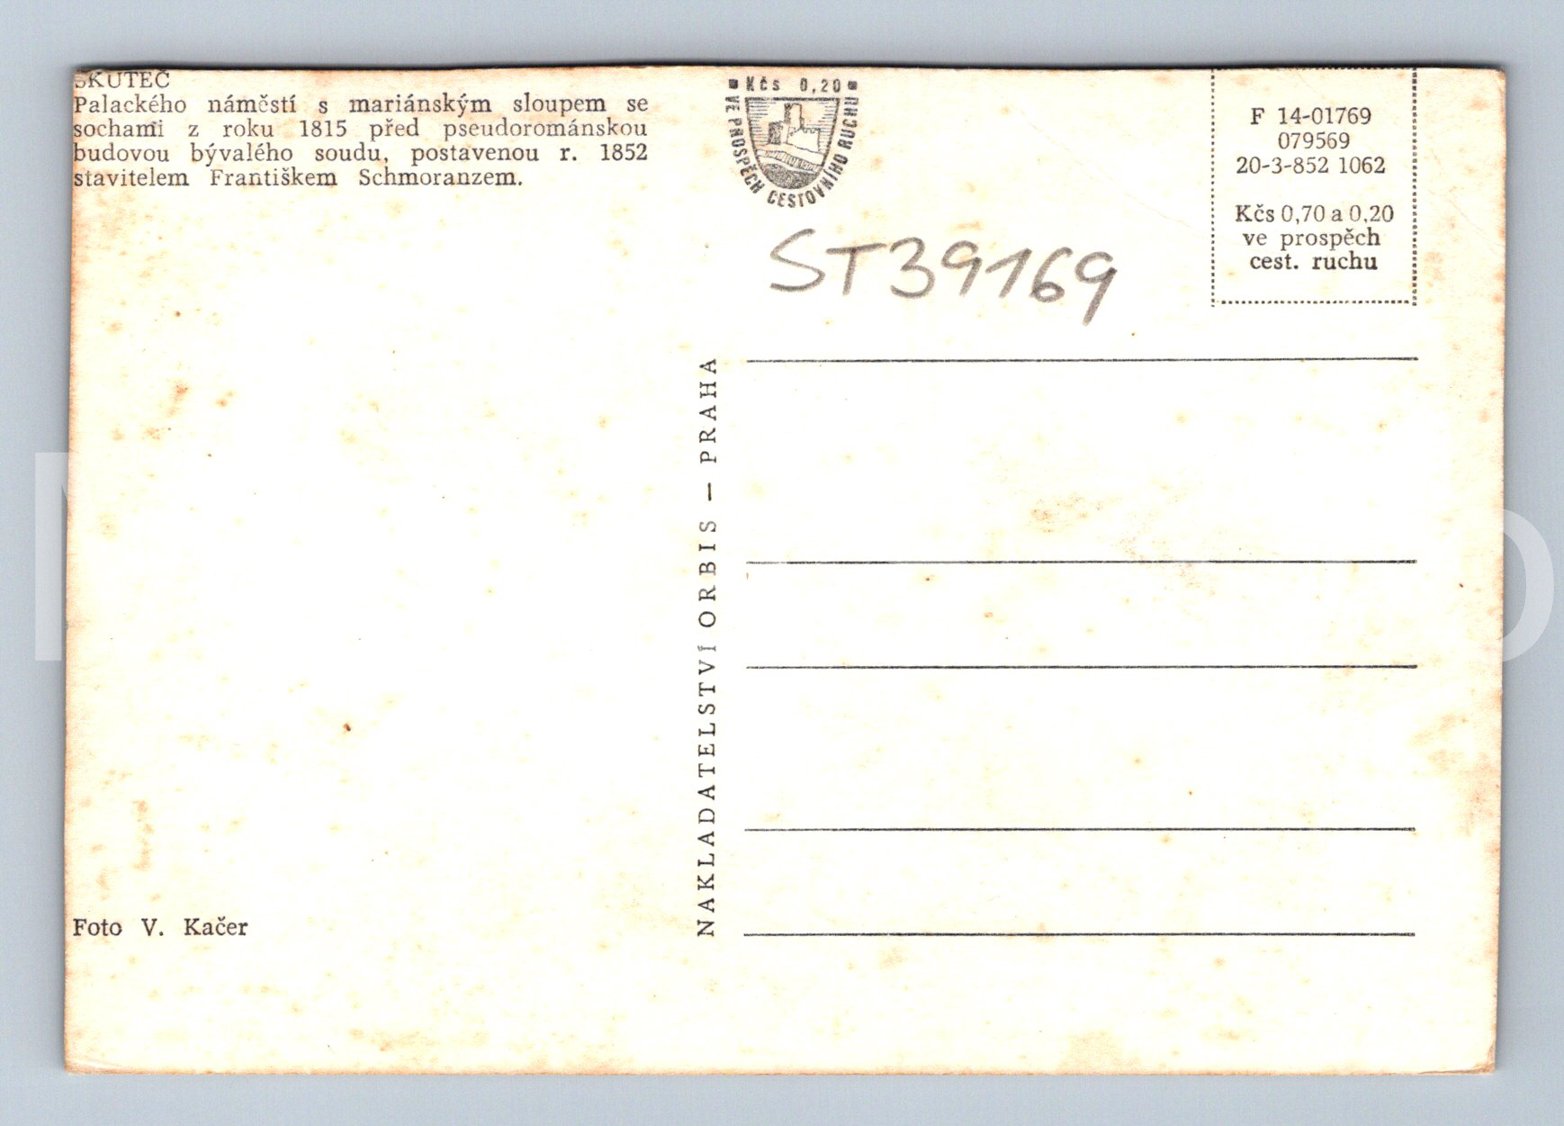 SKUTEČ
Palackého náměstí s mariánským sloupem se
sochami z roku 1815 před pseudorománskou
budovou bývalého soudu, postavenou r. 1852
stavitelem Františkem Schmoranzem.
Kčs 0,20
VE PROSPĚCH CESTOVNÍHO RUCHU
F 14-01769
079569
20-3-852 1062
Kčs 0,70 a 0,20
ve prospěch
cest. ruchu
ST39169
NAKLADATELSTVÍ ORBIS — PRAHA
Foto V. Kačer